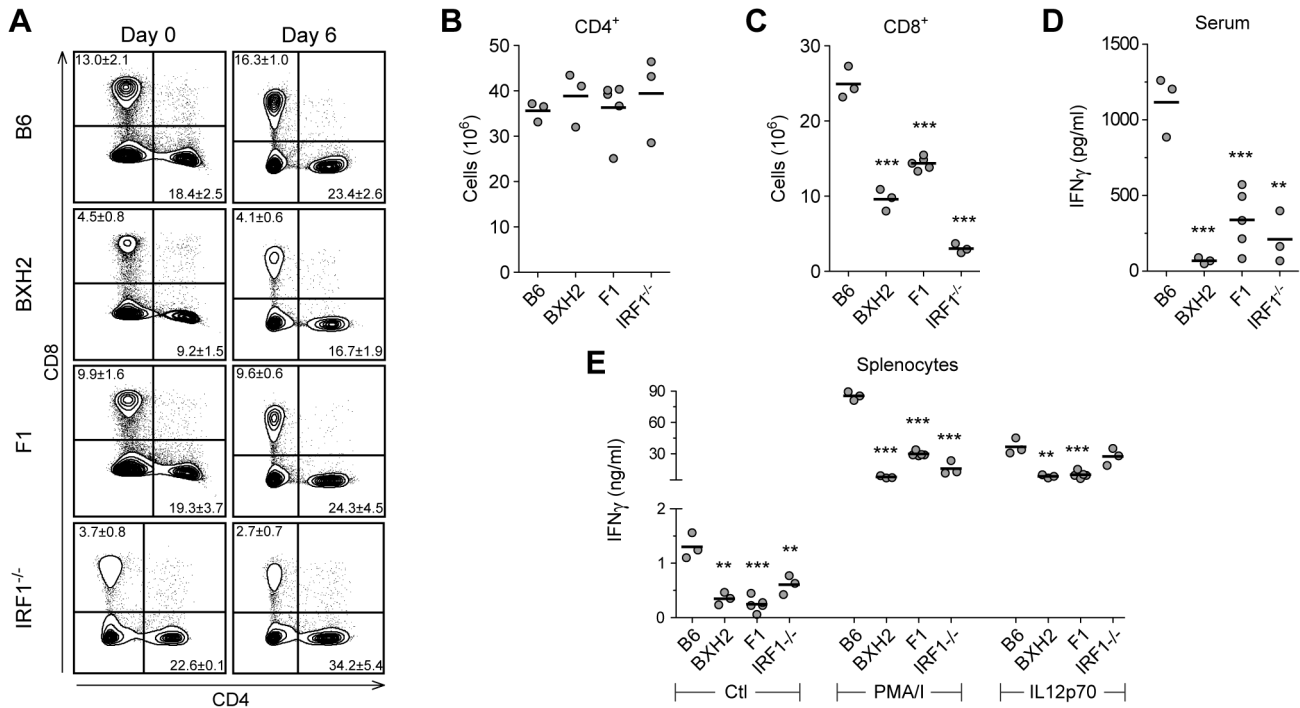 A
Day 0
Day 6
CD8
B6
13.0±2.1
18.4±2.5
16.3±1.0
23.4±2.6
BXH2
4.5±0.8
9.2±1.5
4.1±0.6
16.7±1.9
F1
9.9±1.6
19.3±3.7
9.6±0.6
24.3±4.5
IRF1-/-
3.7±0.8
22.6±0.1
2.7±0.7
34.2±5.4
CD4
B
CD4+
Cells (10⁶)
50
40
30
20
10
0
B6
BXH2
F1
IRF1-/-
C
CD8+
Cells (10⁶)
30
20
10
0
***
***
***
B6
BXH2
F1
IRF1-/-
D
Serum
IFNγ (pg/ml)
1500
1000
500
0
***
***
**
B6
BXH2
F1
IRF1-/-
E
Splenocytes
IFNγ (ng/ml)
90
60
30
2
1
0
**
***
**
***
***
***
**
***
B6
BXH2
F1
IRF1-/-
B6
BXH2
F1
IRF1-/-
B6
BXH2
F1
IRF1-/-
Ctl
PMA/I
IL12p70